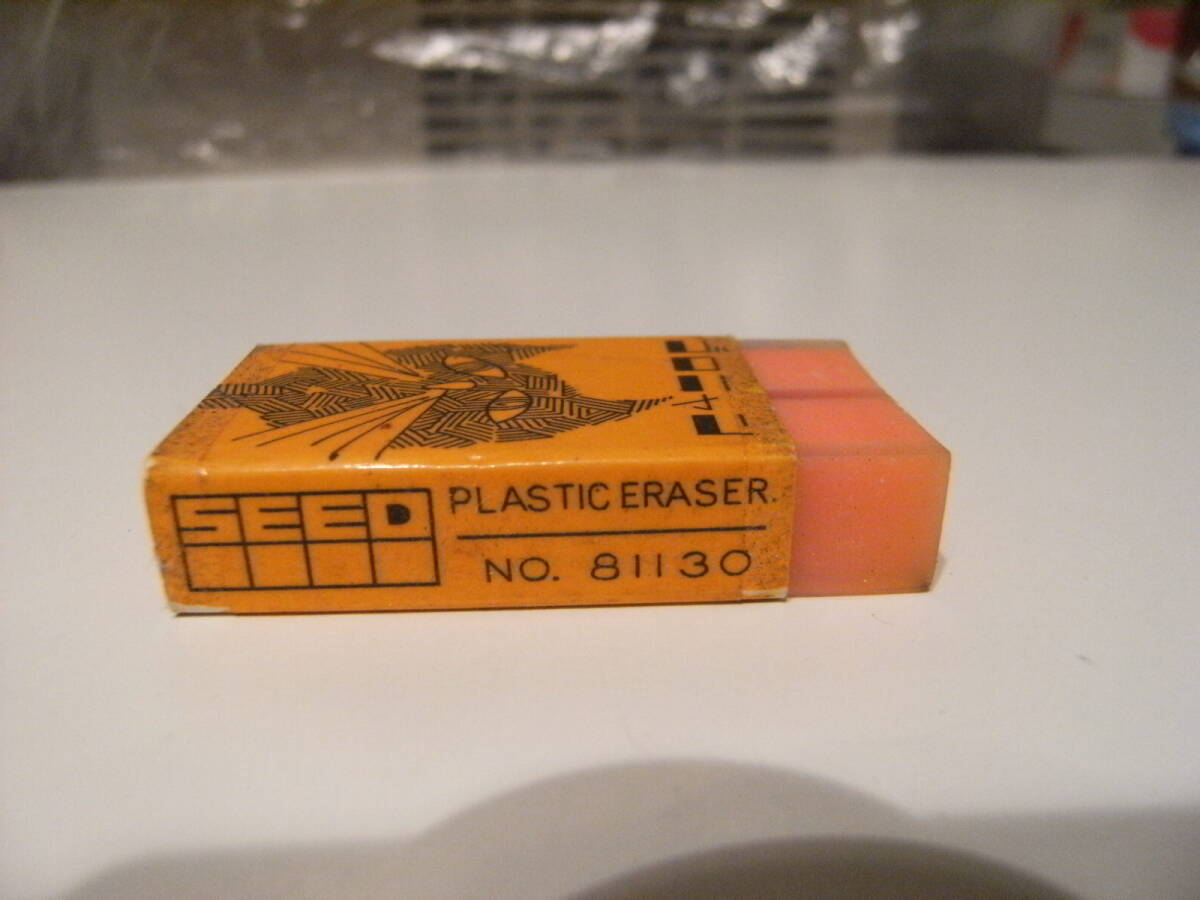 SEED
PLASTIC ERASER.
NO. 81130